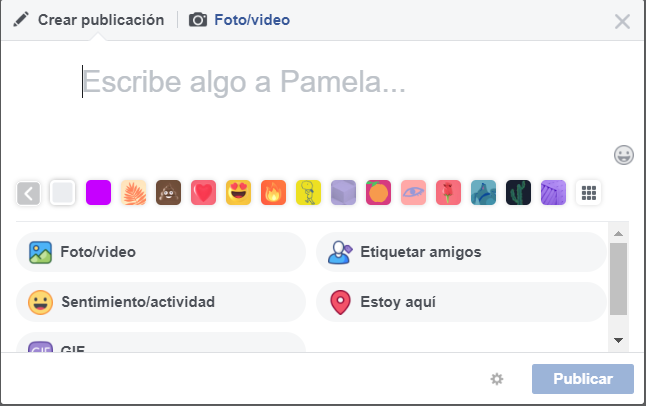 Crear publicación
Foto/video
Escribe algo a Pamela...
Foto/video
Etiquetar amigos
Sentimiento/actividad
Estoy aquí
GIF
Publicar